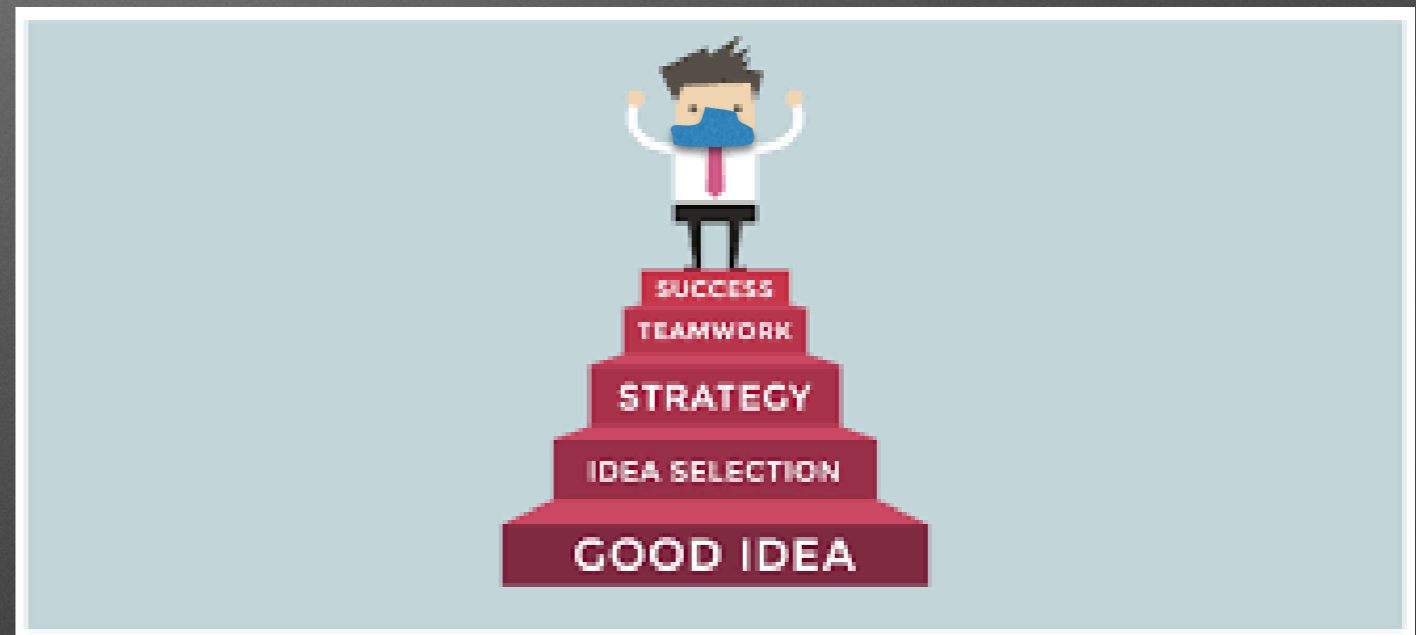 SUCCESS
TEAMWORK
STRATEGY
IDEA SELECTION
GOOD IDEA